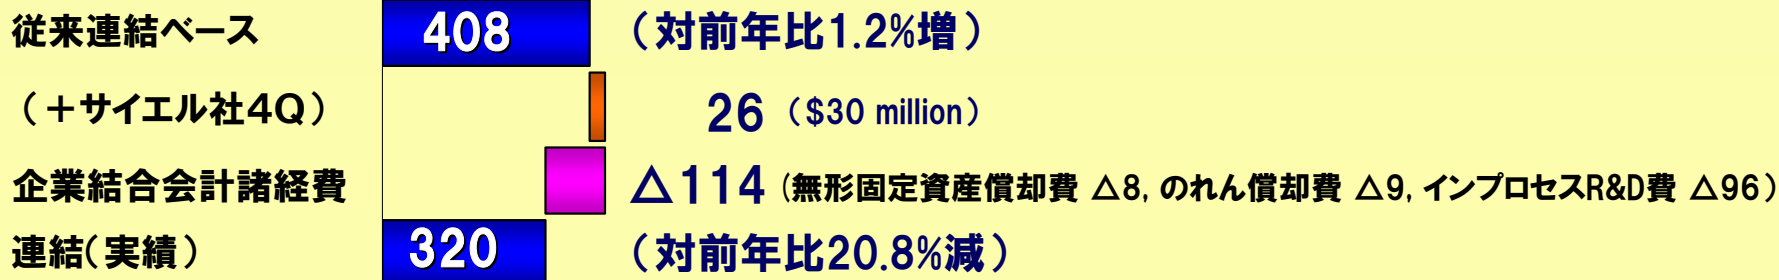 従来連結ベース 408 (対前年比1.2%増)
(+サイエル社4Q) 26 ($30 million)
企業結合会計諸経費 △114 (無形固定資産償却費 △8, のれん償却費 △9, インプロセスR&D費 △96)
連結(実績) 320 (対前年比20.8%減)